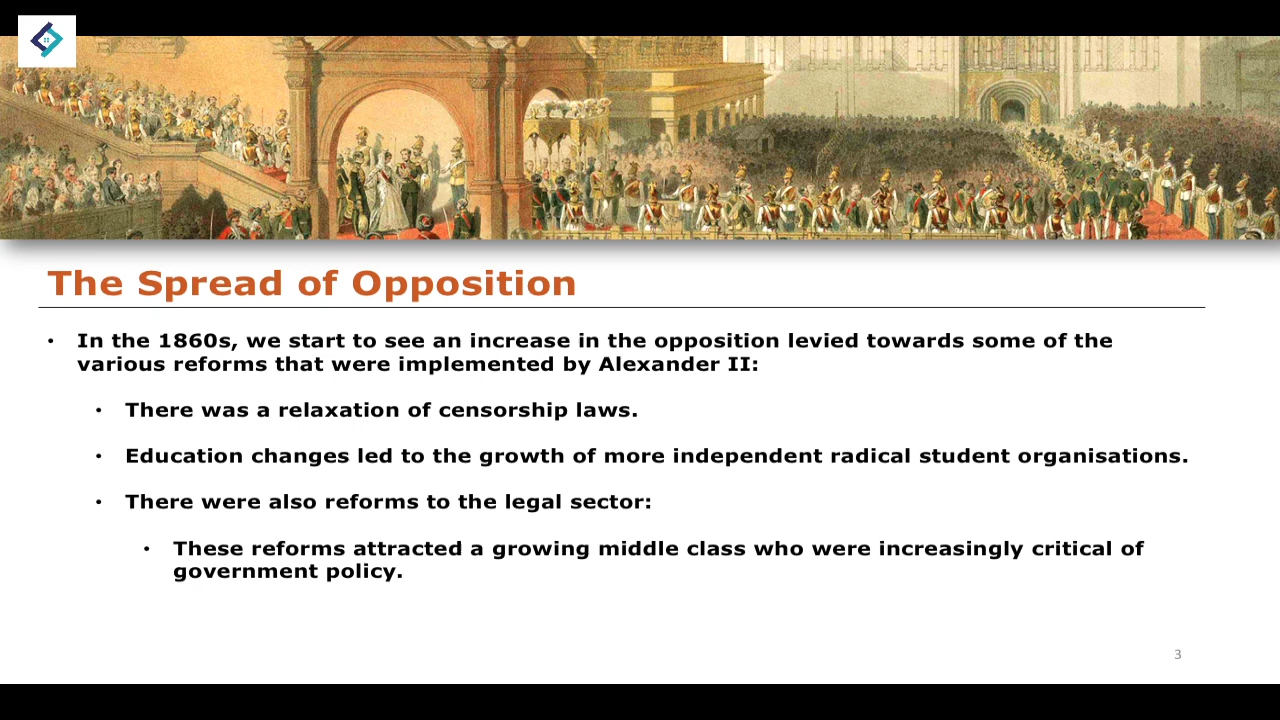 The Spread of Opposition
• In the 1860s, we start to see an increase in the opposition levied towards some of the
various reforms that were implemented by Alexander II:
• There was a relaxation of censorship laws.
• Education changes led to the growth of more independent radical student organisations.
• There were also reforms to the legal sector:
• These reforms attracted a growing middle class who were increasingly critical of
government policy.
3